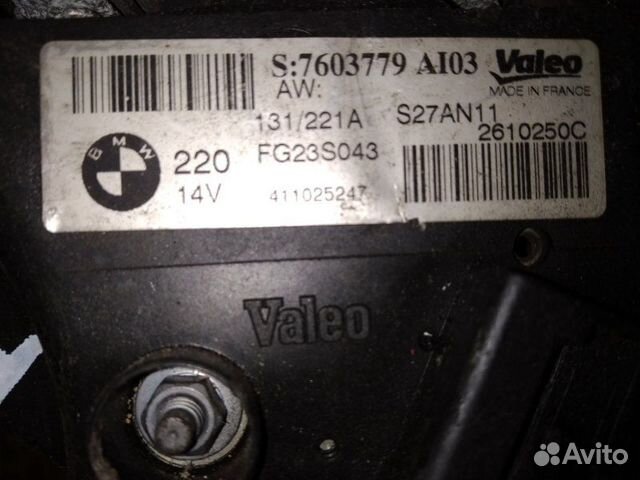 S:7603779 AI03 Valeo
AW: MADE IN FRANCE
131/221A S27AN11
BMW 220 FG23S043 2610250C
14V 411025247
Valeo
Avito